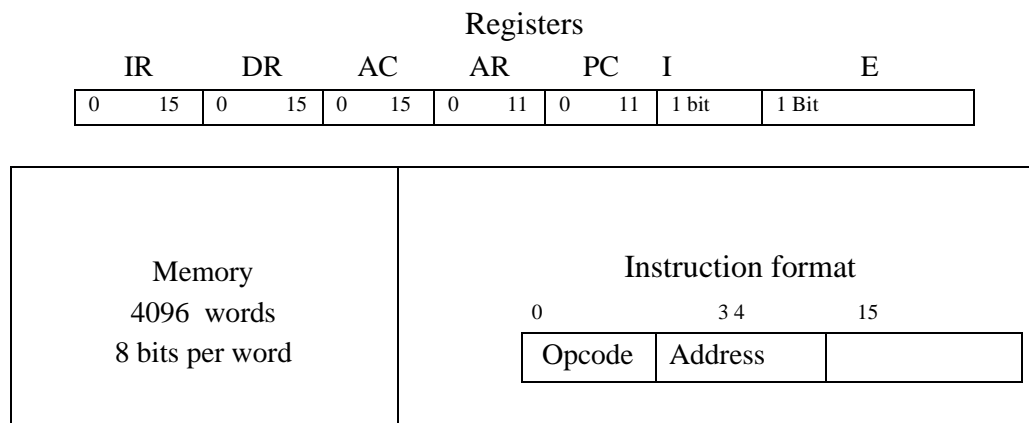 Registers
IR DR AC AR PC I E
0 15 0 15 0 15 0 11 0 11 1 bit 1 Bit
Memory
4096 words
8 bits per word
Instruction format
0 3 4 15
Opcode Address